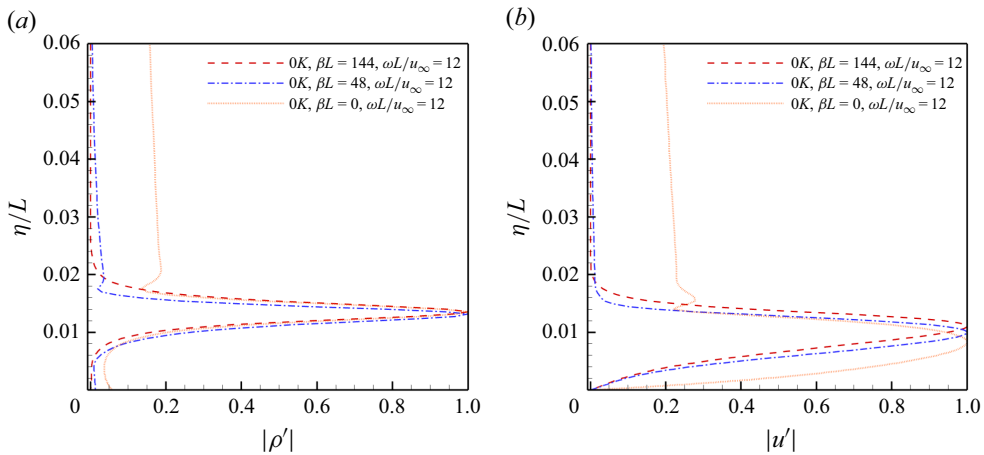 (a)
0.06
0.05
0.04
0.03
0.02
0.01
η/L
0K, βL = 144, ωL/u∞ = 12
0K, βL = 48, ωL/u∞ = 12
0K, βL = 0, ωL/u∞ = 12
0 0.2 0.4 0.6 0.8 1.0
|ρ′|
(b)
0.06
0.05
0.04
0.03
0.02
0.01
η/L
0K, βL = 144, ωL/u∞ = 12
0K, βL = 48, ωL/u∞ = 12
0K, βL = 0, ωL/u∞ = 12
0 0.2 0.4 0.6 0.8 1.0
|u′|